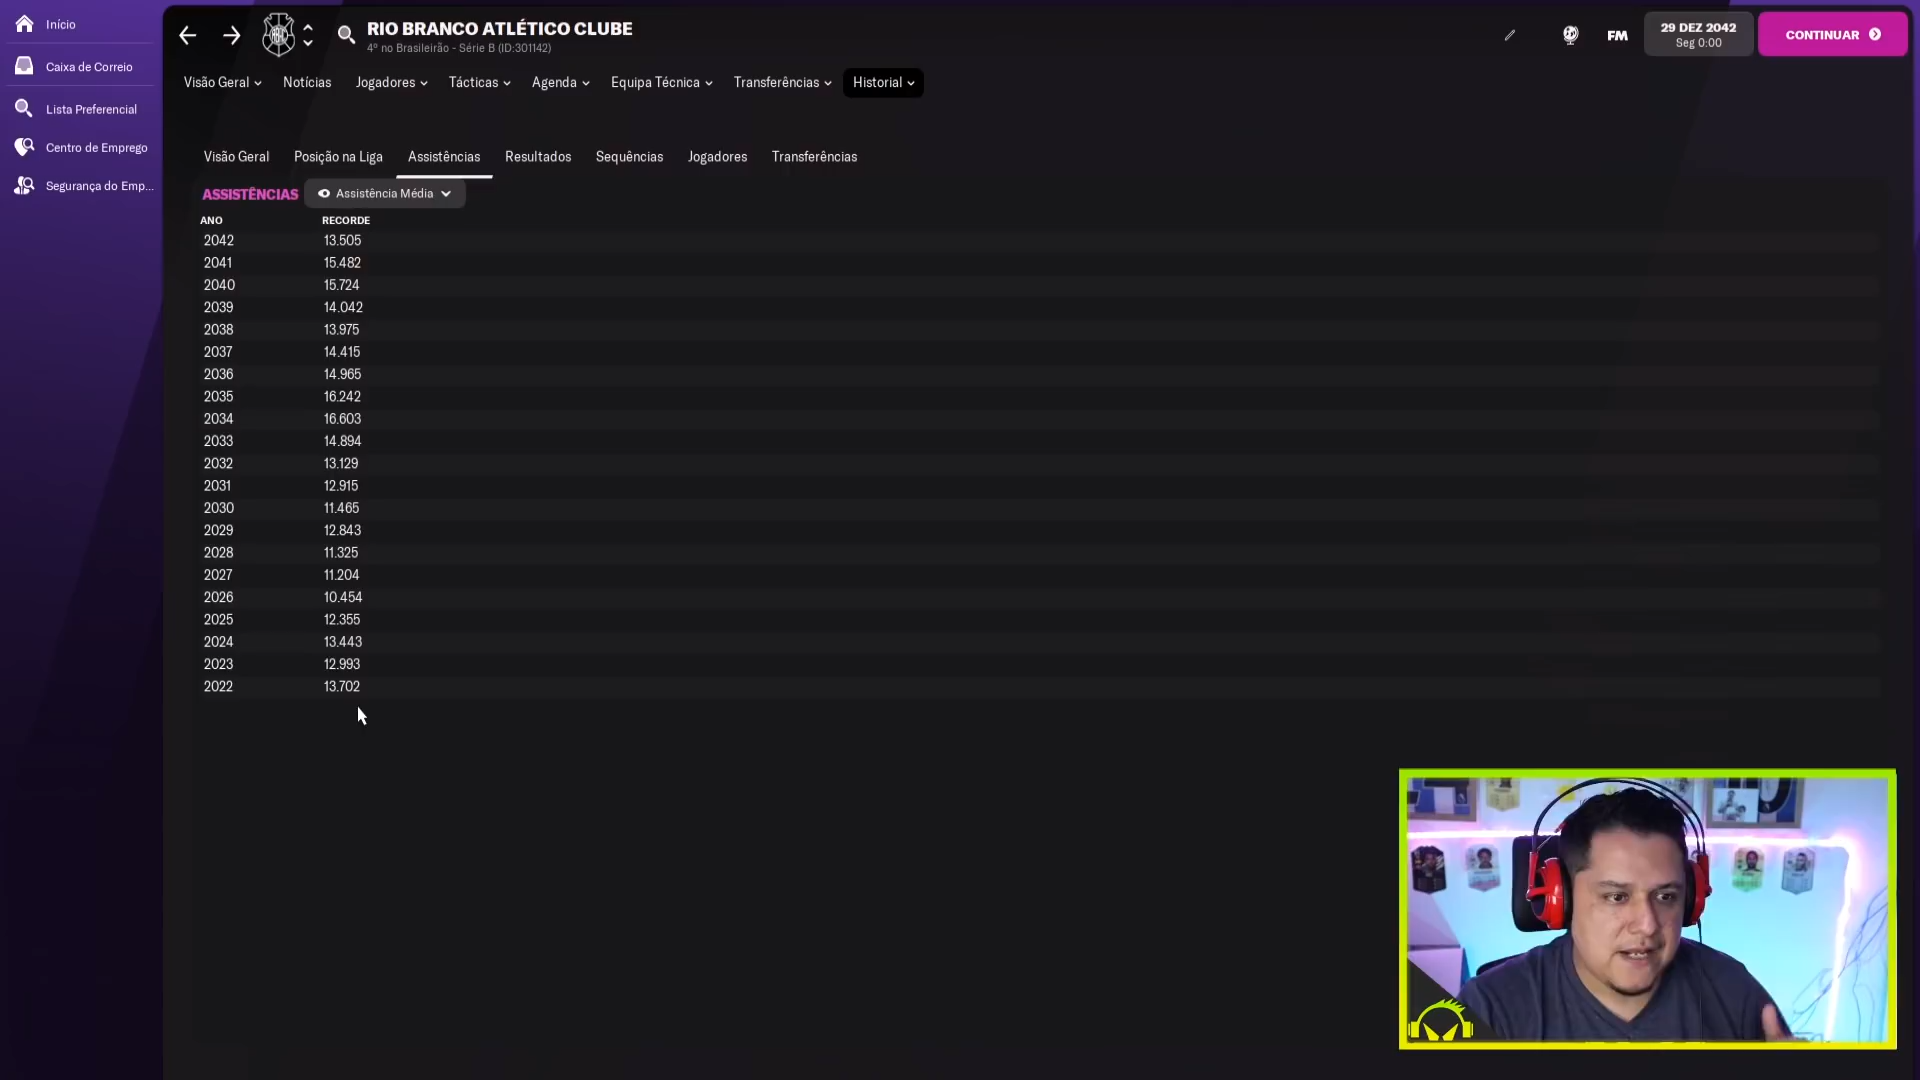 Início
Caixa de Correio
Lista Preferencial
Centro de Emprego
Segurança do Emp...
RIO BRANCO ATLÉTICO CLUBE
4º no Brasileirão - Série B (ID:301142)
FM
29 DEZ 2042
Seg 0:00
CONTINUAR
Visão Geral
Notícias
Jogadores
Tácticas
Agenda
Equipa Técnica
Transferências
Historial
Visão Geral
Posição na Liga
Assistências
Resultados
Sequências
Jogadores
Transferências
ASSISTÊNCIAS
Assistência Média
ANO RECORDE
2042 13.505
2041 15.482
2040 15.724
2039 14.042
2038 13.975
2037 14.415
2036 14.965
2035 16.242
2034 16.603
2033 14.894
2032 13.129
2031 12.915
2030 11.465
2029 12.843
2028 11.325
2027 11.204
2026 10.454
2025 12.355
2024 13.443
2023 12.993
2022 13.702